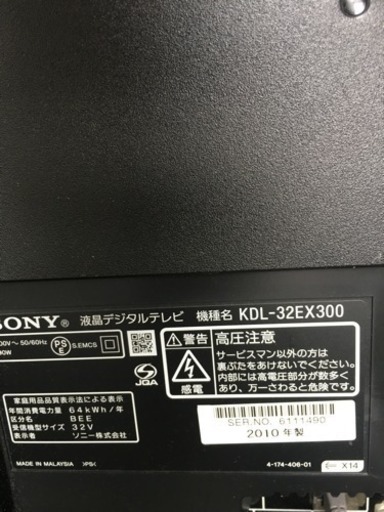 SONY® 液晶デジタルテレビ 機種名 KDL-32EX300
00V～ 50/60Hz
0W
PS E
S.EMCS
JQA
警告 高圧注意
サービスマン以外の方は
裏ぶたをあけないでください。
内部には高電圧部分が数多く
あり、万一さわると危険です。
感電
家庭用品品質表示法による表示
年間消費電力量 64kWh/年
区分名 BEE
受信機型サイズ 32V
ソニー株式会社
SER.NO. 6111490
2010年製
MADE IN MALAYSIA >PS<
4-174-406-01
X14